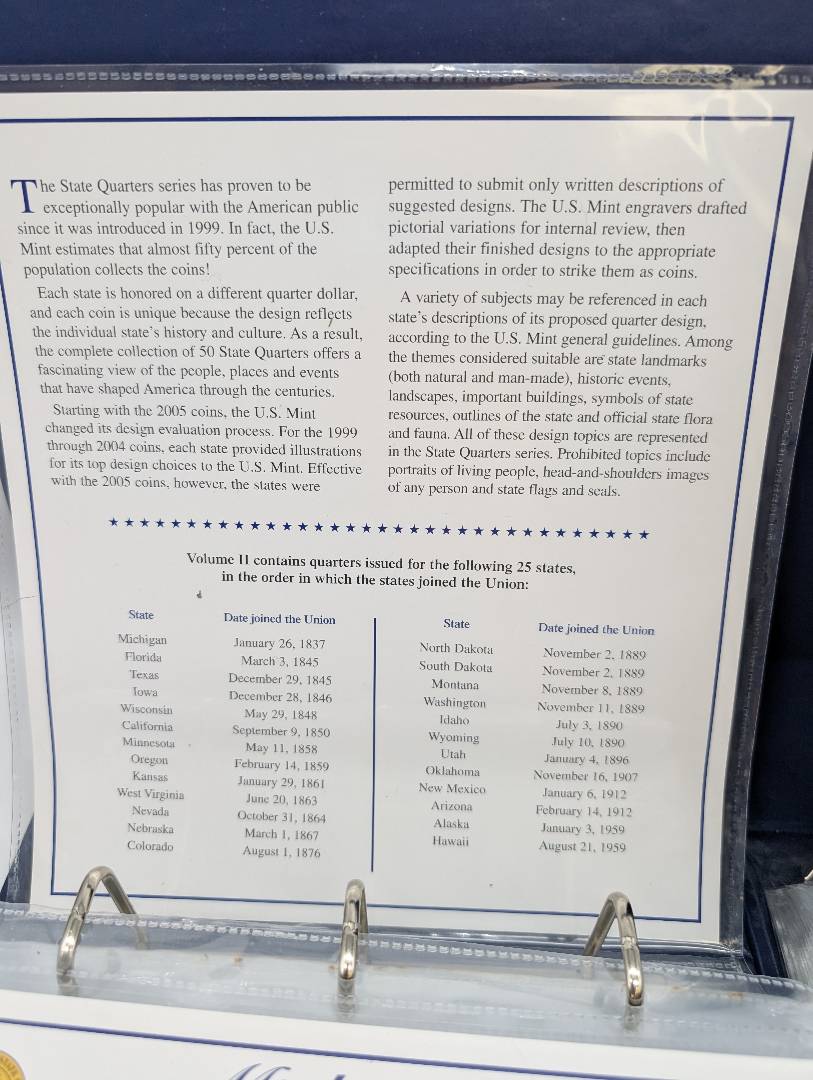 The State Quarters series has proven to be
exceptionally popular with the American public
since it was introduced in 1999. In fact, the U.S.
Mint estimates that almost fifty percent of the
population collects the coins!
Each state is honored on a different quarter dollar,
and each coin is unique because the design reflects
the individual state's history and culture. As a result,
the complete collection of 50 State Quarters offers a
fascinating view of the people, places and events
that have shaped America through the centuries.
Starting with the 2005 coins, the U.S. Mint
changed its design evaluation process. For the 1999
through 2004 coins, each state provided illustrations
for its top design choices to the U.S. Mint. Effective
with the 2005 coins, however, the states were
permitted to submit only written descriptions of
suggested designs. The U.S. Mint engravers drafted
pictorial variations for internal review, then
adapted their finished designs to the appropriate
specifications in order to strike them as coins.
A variety of subjects may be referenced in each
state's descriptions of its proposed quarter design,
according to the U.S. Mint general guidelines. Among
the themes considered suitable are state landmarks
(both natural and man-made), historic events,
landscapes, important buildings, symbols of state
resources, outlines of the state and official state flora
and fauna. All of these design topics are represented
in the State Quarters series. Prohibited topics include
portraits of living people, head-and-shoulders images
of any person and state flags and seals.
Volume II contains quarters issued for the following 25 states,
in the order in which the states joined the Union:
State Date joined the Union
Michigan January 26, 1837
Florida March 3, 1845
Texas December 29, 1845
Iowa December 28, 1846
Wisconsin May 29, 1848
California September 9, 1850
Minnesota May 11, 1858
Oregon February 14, 1859
Kansas January 29, 1861
West Virginia June 20, 1863
Nevada October 31, 1864
Nebraska March 1, 1867
Colorado August 1, 1876
State Date joined the Union
North Dakota November 2, 1889
South Dakota November 2, 1889
Montana November 8, 1889
Washington November 11, 1889
Idaho July 3, 1890
Wyoming July 10, 1890
Utah January 4, 1896
Oklahoma November 16, 1907
New Mexico January 6, 1912
Arizona February 14, 1912
Alaska January 3, 1959
Hawaii August 21, 1959